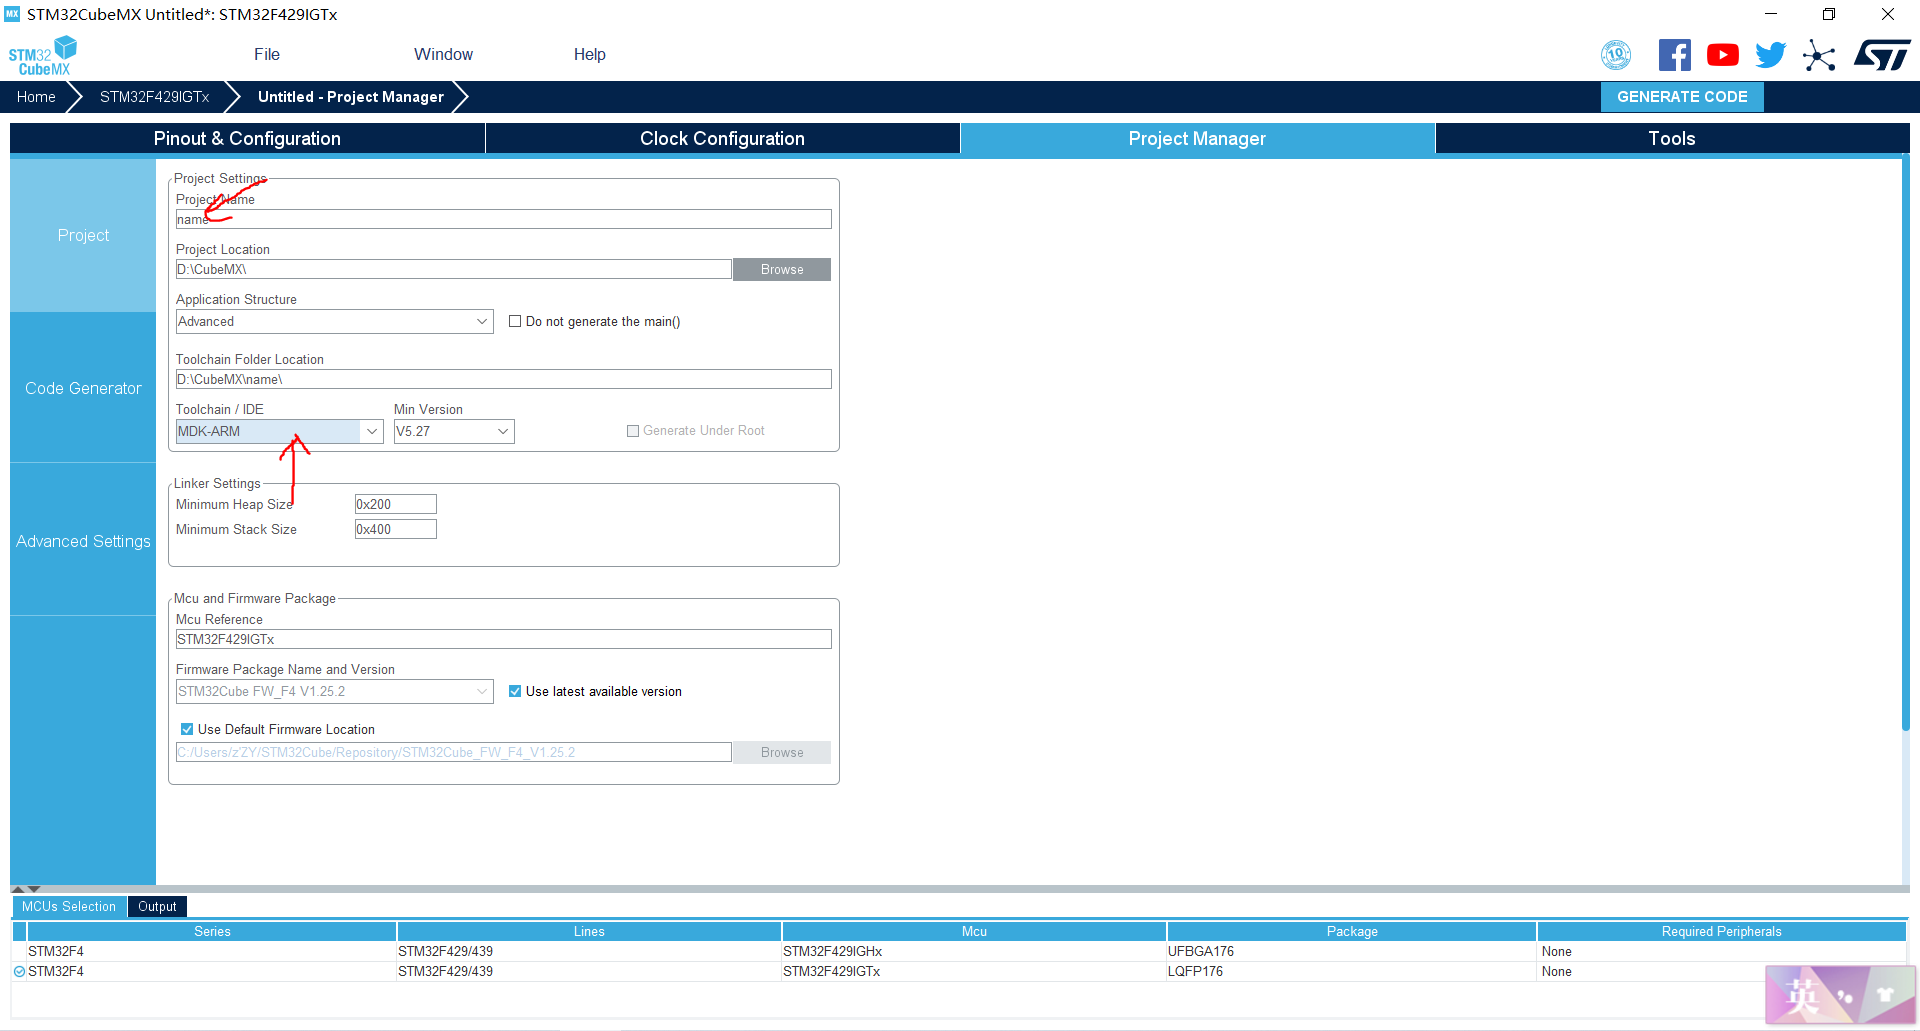 MX STM32CubeMX Untitled*: STM32F429IGTx
STM32 CubeMX
File Window Help
10
Home STM32F429IGTx Untitled - Project Manager GENERATE CODE
Pinout & Configuration Clock Configuration Project Manager Tools
Project
Code Generator
Advanced Settings
Project Settings
Project Name
name
Project Location
D:\CubeMX\ Browse
Application Structure
Advanced Do not generate the main()
Toolchain Folder Location
D:\CubeMX\name\
Toolchain / IDE Min Version
MDK-ARM V5.27 Generate Under Root
Linker Settings
Minimum Heap Size 0x200
Minimum Stack Size 0x400
Mcu and Firmware Package
Mcu Reference
STM32F429IGTx
Firmware Package Name and Version
STM32Cube FW_F4 V1.25.2 Use latest available version
Use Default Firmware Location
C:/Users/z'ZY/STM32Cube/Repository/STM32Cube_FW_F4_V1.25.2 Browse
MCUs Selection Output
Series Lines Mcu Package Required Peripherals
STM32F4 STM32F429/439 STM32F429IGHx UFBGA176 None
STM32F4 STM32F429/439 STM32F429IGTx LQFP176 None
英